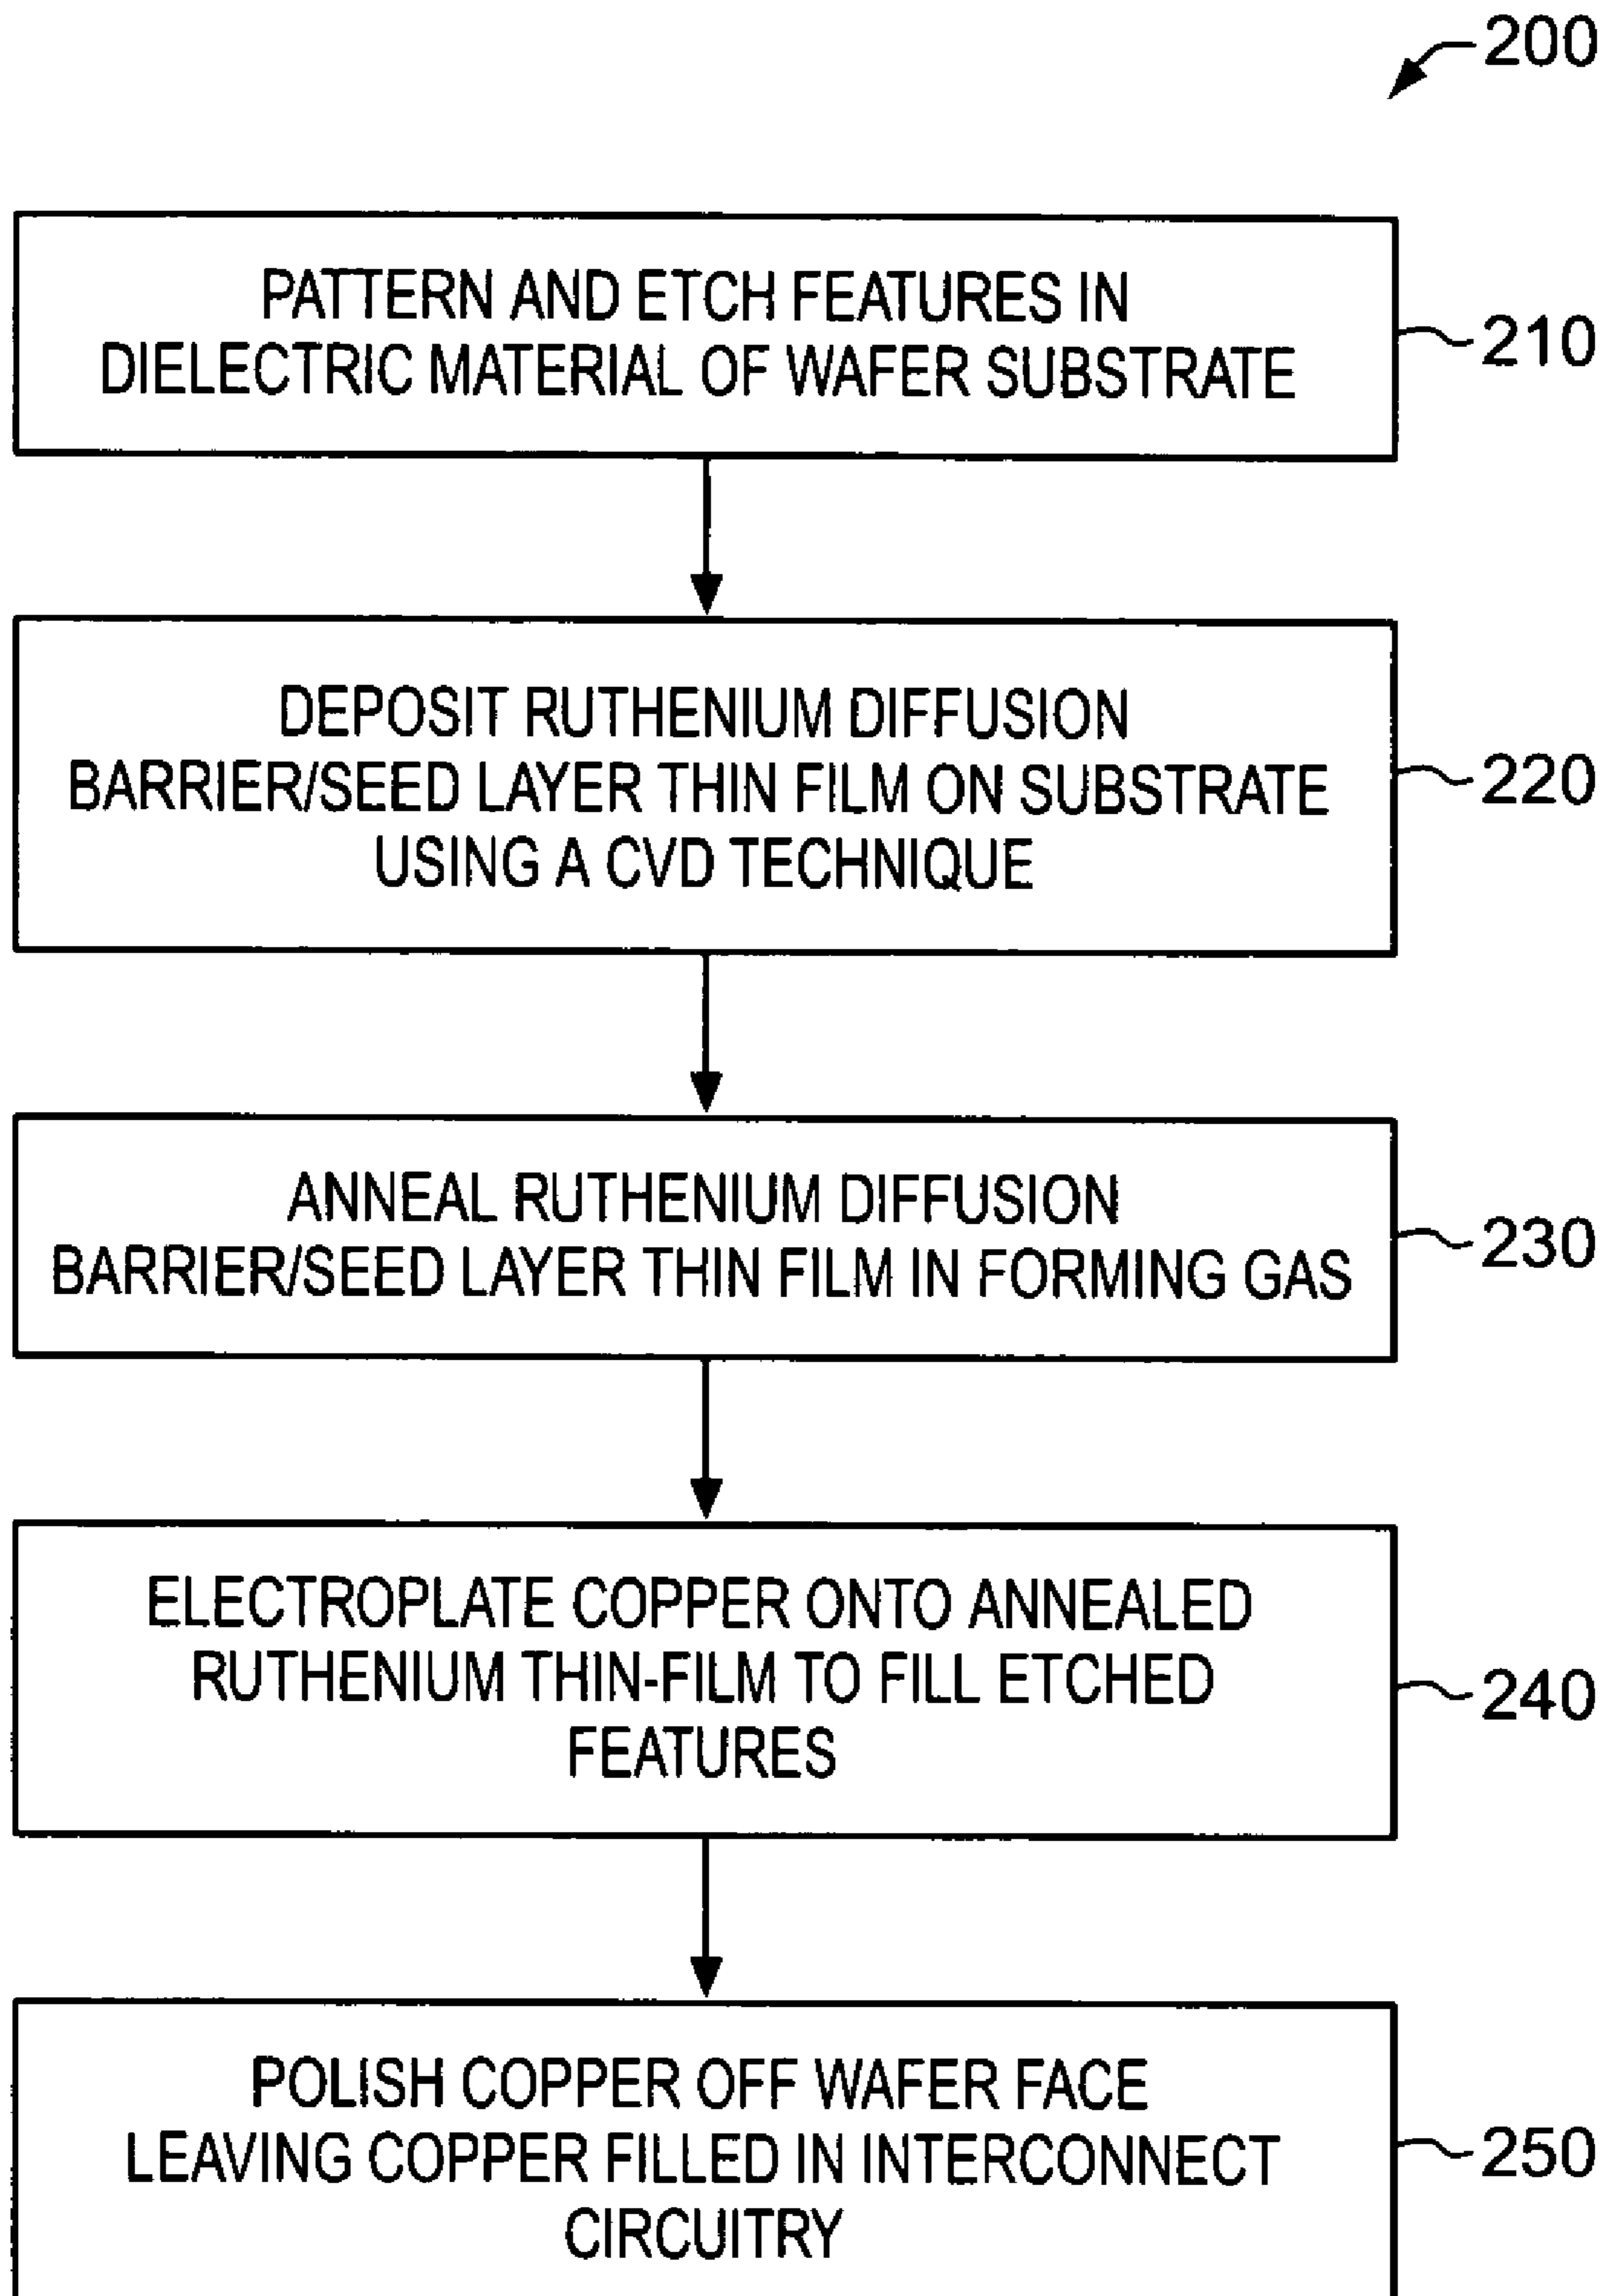 200
PATTERN AND ETCH FEATURES IN
DIELECTRIC MATERIAL OF WAFER SUBSTRATE
210
DEPOSIT RUTHENIUM DIFFUSION
BARRIER/SEED LAYER THIN FILM ON SUBSTRATE
USING A CVD TECHNIQUE
220
ANNEAL RUTHENIUM DIFFUSION
BARRIER/SEED LAYER THIN FILM IN FORMING GAS
230
ELECTROPLATE COPPER ONTO ANNEALED
RUTHENIUM THIN-FILM TO FILL ETCHED
FEATURES
240
POLISH COPPER OFF WAFER FACE
LEAVING COPPER FILLED IN INTERCONNECT
CIRCUITRY
250